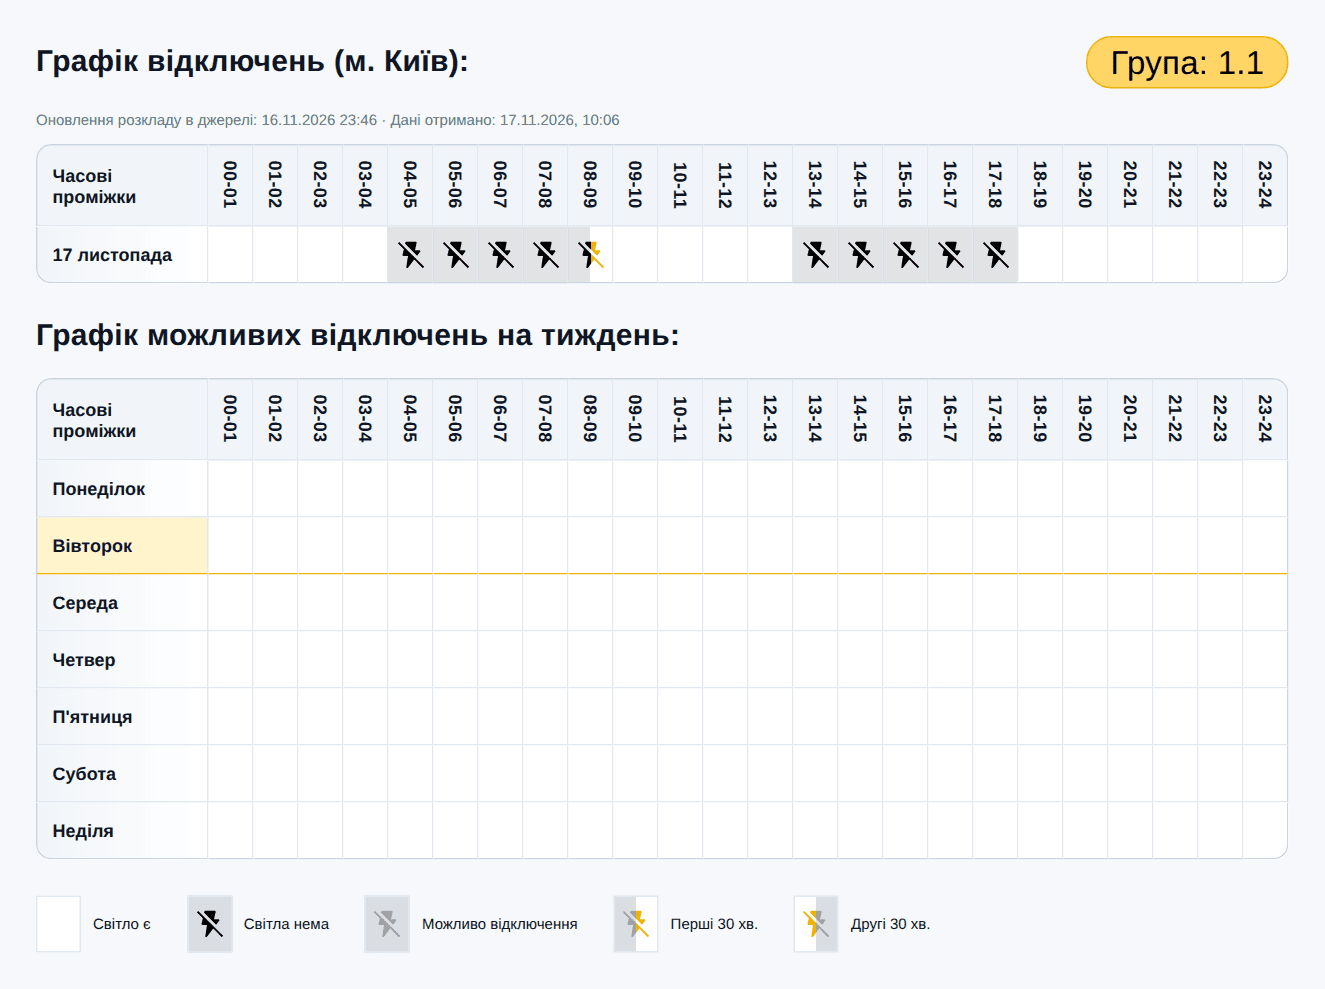 Графік відключень (м. Київ):
Група: 1.1
Оновлення розкладу в джерелі: 16.11.2026 23:46 · Дані отримано: 17.11.2026, 10:06
Часові
проміжки
00-01 01-02 02-03 03-04 04-05 05-06 06-07 07-08 08-09 09-10 10-11 11-12 12-13 13-14 14-15 15-16 16-17 17-18 18-19 19-20 20-21 21-22 22-23 23-24
17 листопада
Графік можливих відключень на тиждень:
Часові
проміжки
00-01 01-02 02-03 03-04 04-05 05-06 06-07 07-08 08-09 09-10 10-11 11-12 12-13 13-14 14-15 15-16 16-17 17-18 18-19 19-20 20-21 21-22 22-23 23-24
Понеділок
Вівторок
Середа
Четвер
П'ятниця
Субота
Неділя
Світло є Світла нема Можливо відключення Перші 30 хв. Другі 30 хв.